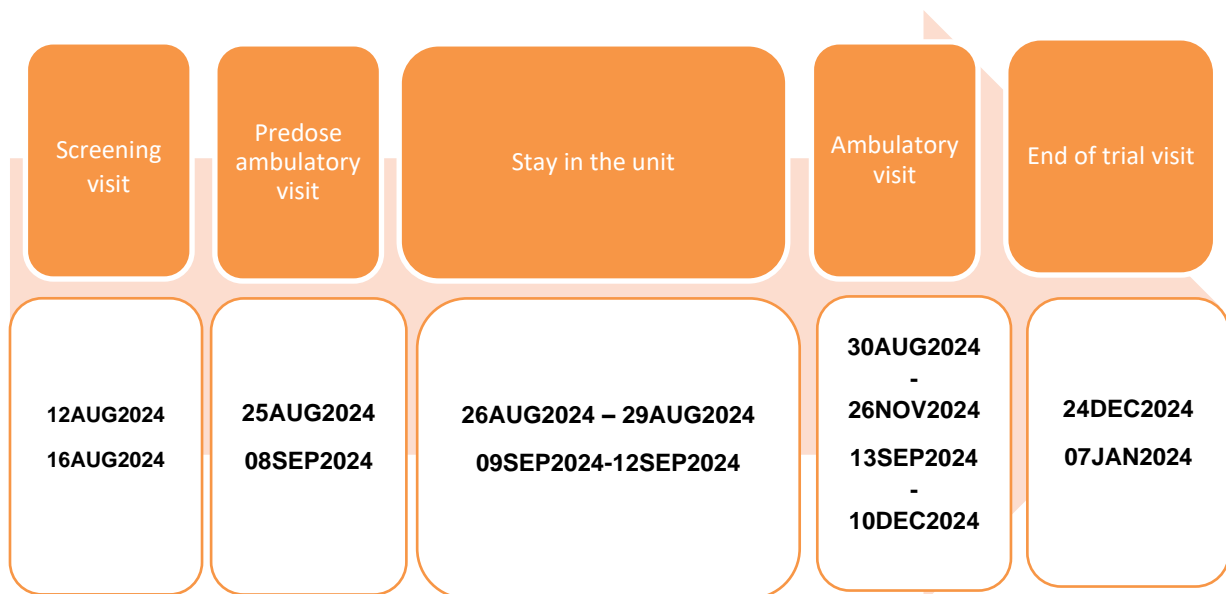 Screening
visit
Predose
ambulatory
visit
Stay in the unit
Ambulatory
visit
End of trial visit
12AUG2024
16AUG2024
25AUG2024
08SEP2024
26AUG2024 – 29AUG2024
09SEP2024-12SEP2024
30AUG2024
-
26NOV2024
13SEP2024
-
10DEC2024
24DEC2024
07JAN2024